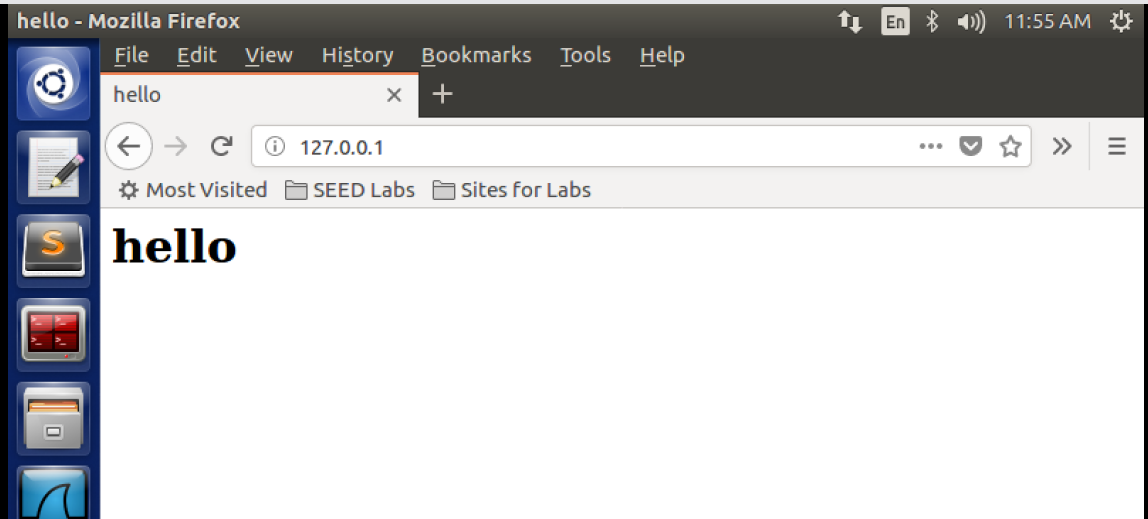 hello - Mozilla Firefox En 11:55 AM
File Edit View History Bookmarks Tools Help
hello
127.0.0.1
Most Visited SEED Labs Sites for Labs
hello